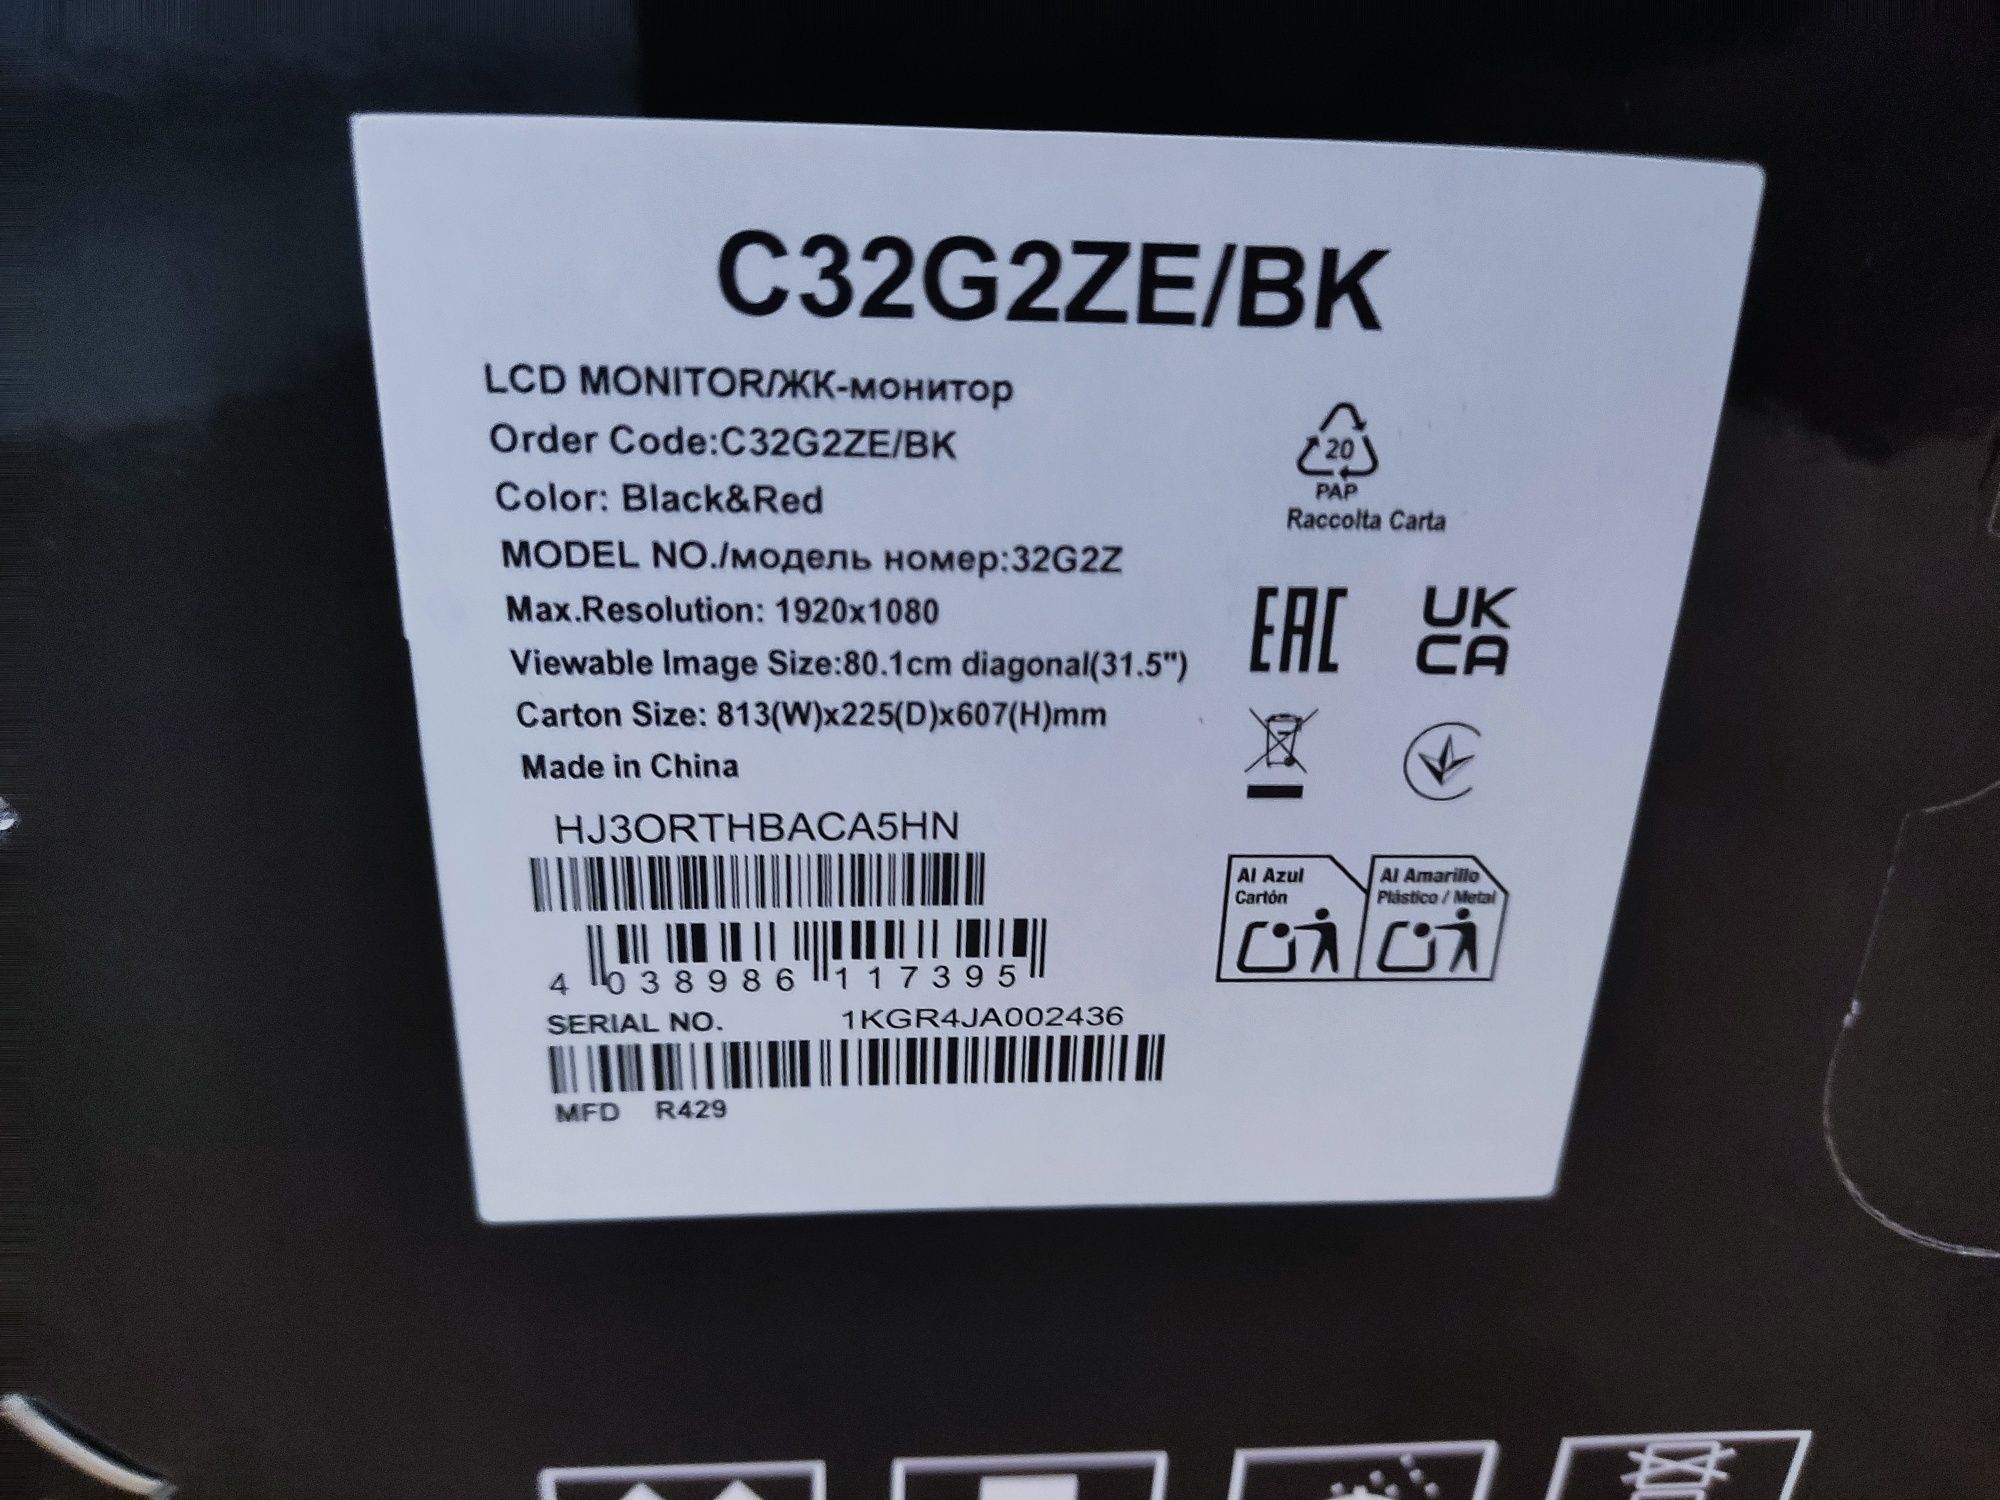 C32G2ZE/BK
LCD MONITOR/ЖК-монитор
Order Code:C32G2ZE/BK
Color: Black&Red
MODEL NO./модель номер:32G2Z
Max.Resolution: 1920x1080
Viewable Image Size:80.1cm diagonal(31.5")
Carton Size: 813(W)x225(D)x607(H)mm
Made in China
HJ3ORTHBACA5HN
4 038986 117395
SERIAL NO. 1KGR4JA002436
MFD R429
20
PAP
Raccolta Carta
EAC
UK
CA
Al Azul
Cartón
Al Amarillo
Plástico / Metal